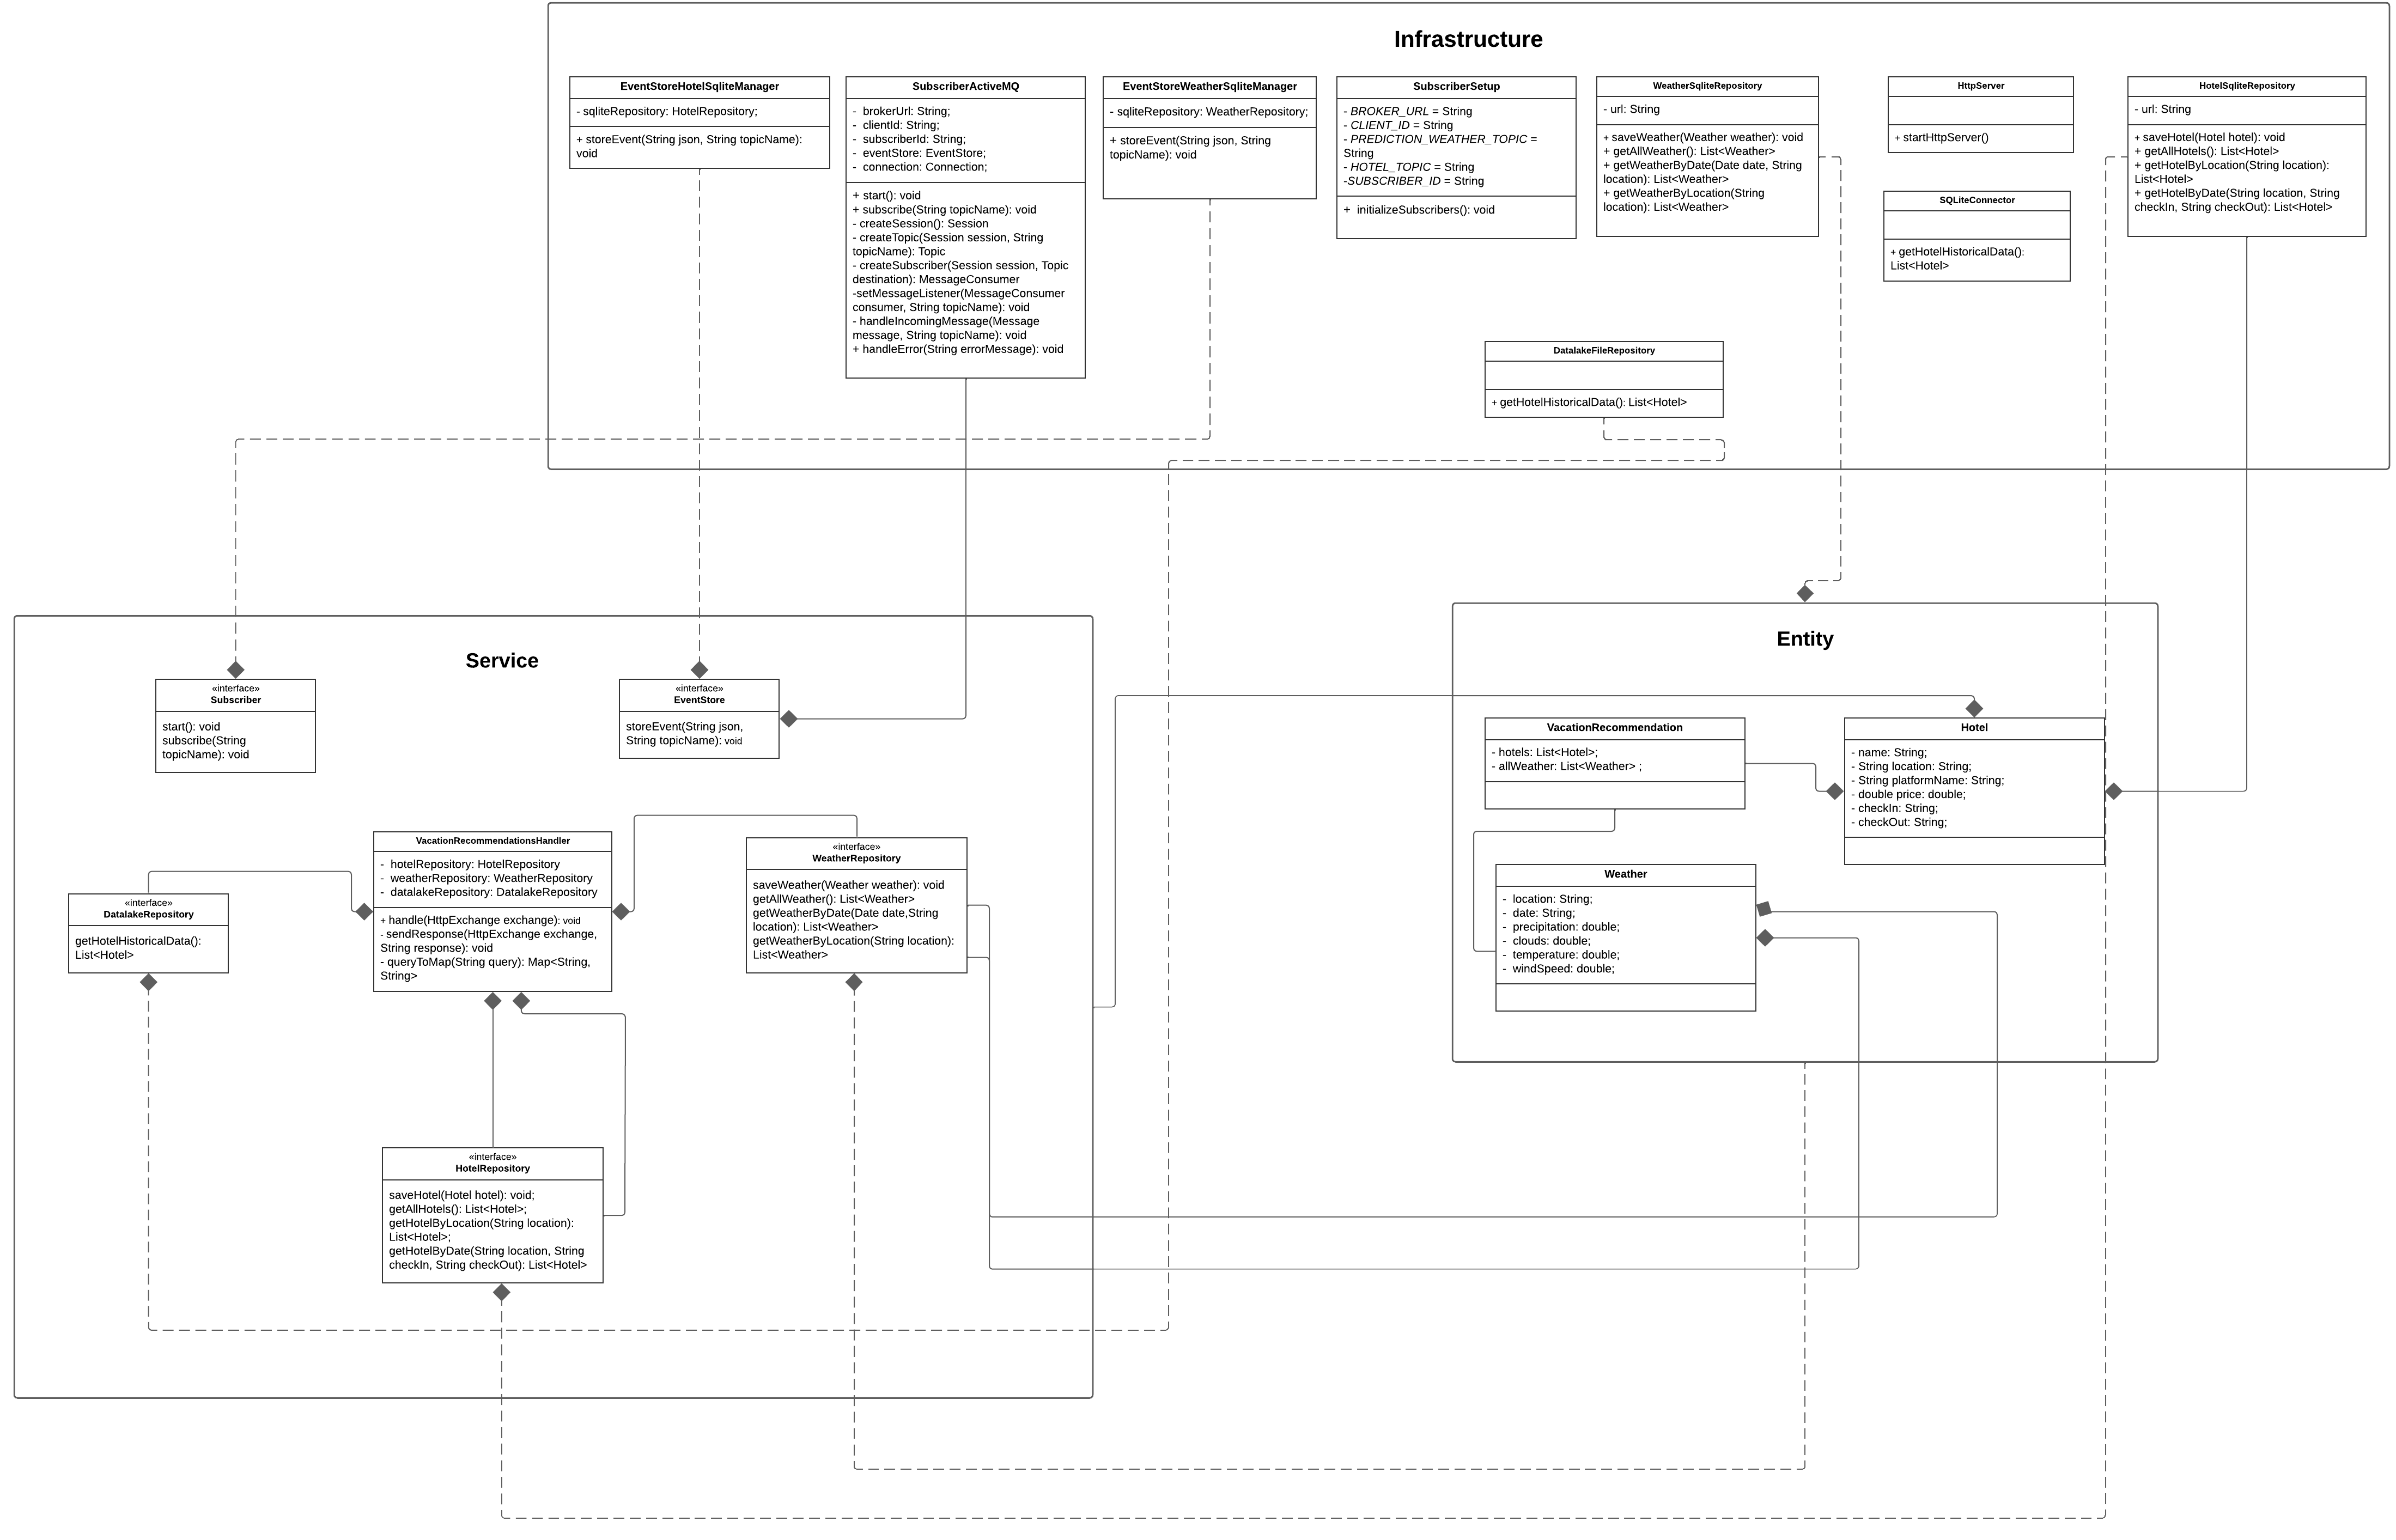 Infrastructure
EventStoreHotelSqliteManager
- sqliteRepository: HotelRepository;
+ storeEvent(String json, String topicName):
void
SubscriberActiveMQ
- brokerUrl: String;
- clientId: String;
- subscriberId: String;
- eventStore: EventStore;
- connection: Connection;
+ start(): void
+ subscribe(String topicName): void
- createSession(): Session
- createTopic(Session session, String
topicName): Topic
- createSubscriber(Session session, Topic
destination): MessageConsumer
-setMessageListener(MessageConsumer
consumer, String topicName): void
- handleIncomingMessage(Message
message, String topicName): void
+ handleError(String errorMessage): void
EventStoreWeatherSqliteManager
- sqliteRepository: WeatherRepository;
+ storeEvent(String json, String
topicName): void
SubscriberSetup
- BROKER_URL = String
- CLIENT_ID = String
- PREDICTION_WEATHER_TOPIC =
String
- HOTEL_TOPIC = String
-SUBSCRIBER_ID = String
+ initializeSubscribers(): void
WeatherSqliteRepository
- url: String
+ saveWeather(Weather weather): void
+ getAllWeather(): List<Weather>
+ getWeatherByDate(Date date, String
location): List<Weather>
+ getWeatherByLocation(String
location): List<Weather>
HttpServer
+ startHttpServer()
SQLiteConnector
+ getHotelHistoricalData():
List<Hotel>
HotelSqliteRepository
- url: String
+ saveHotel(Hotel hotel): void
+ getAllHotels(): List<Hotel>
+ getHotelByLocation(String location):
List<Hotel>
+ getHotelByDate(String location, String
checkIn, String checkOut): List<Hotel>
DatalakeFileRepository
+ getHotelHistoricalData(): List<Hotel>
Service
«interface»
Subscriber
start(): void
subscribe(String
topicName): void
«interface»
EventStore
storeEvent(String json,
String topicName): void
VacationRecommendationsHandler
- hotelRepository: HotelRepository
- weatherRepository: WeatherRepository
- datalakeRepository: DatalakeRepository
+ handle(HttpExchange exchange): void
- sendResponse(HttpExchange exchange,
String response): void
- queryToMap(String query): Map<String,
String>
«interface»
WeatherRepository
saveWeather(Weather weather): void
getAllWeather(): List<Weather>
getWeatherByDate(Date date,String
location): List<Weather>
getWeatherByLocation(String location):
List<Weather>
«interface»
DatalakeRepository
getHotelHistoricalData():
List<Hotel>
«interface»
HotelRepository
saveHotel(Hotel hotel): void;
getAllHotels(): List<Hotel>;
getHotelByLocation(String location):
List<Hotel>;
getHotelByDate(String location, String
checkIn, String checkOut): List<Hotel>
Entity
VacationRecommendation
- hotels: List<Hotel>;
- allWeather: List<Weather> ;
Hotel
- name: String;
- String location: String;
- String platformName: String;
- double price: double;
- checkIn: String;
- checkOut: String;
Weather
- location: String;
- date: String;
- precipitation: double;
- clouds: double;
- temperature: double;
- windSpeed: double;